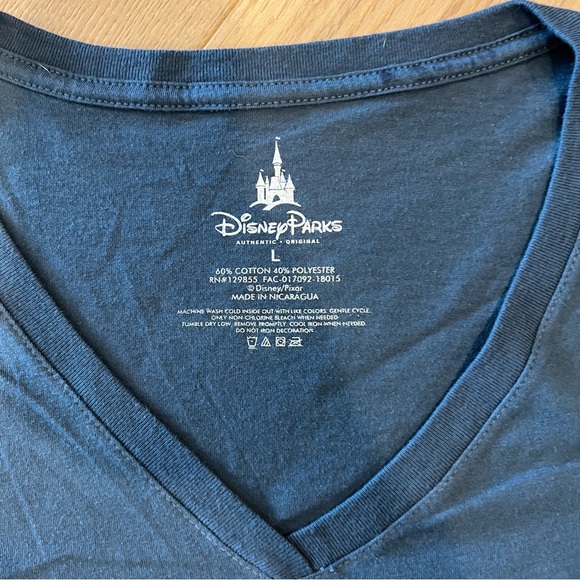 Disney Parks
AUTHENTIC • ORIGINAL
L
60% COTTON 40% POLYESTER
RN#129855 FAC-017092-18015
© Disney/Pixar
MADE IN NICARAGUA
MACHINE WASH COLD INSIDE OUT WITH LIKE COLORS. GENTLE CYCLE.
ONLY NON-CHLORINE BLEACH WHEN NEEDED.
TUMBLE DRY LOW. REMOVE PROMPTLY. COOL IRON WHEN NEEDED.
DO NOT IRON DECORATION.